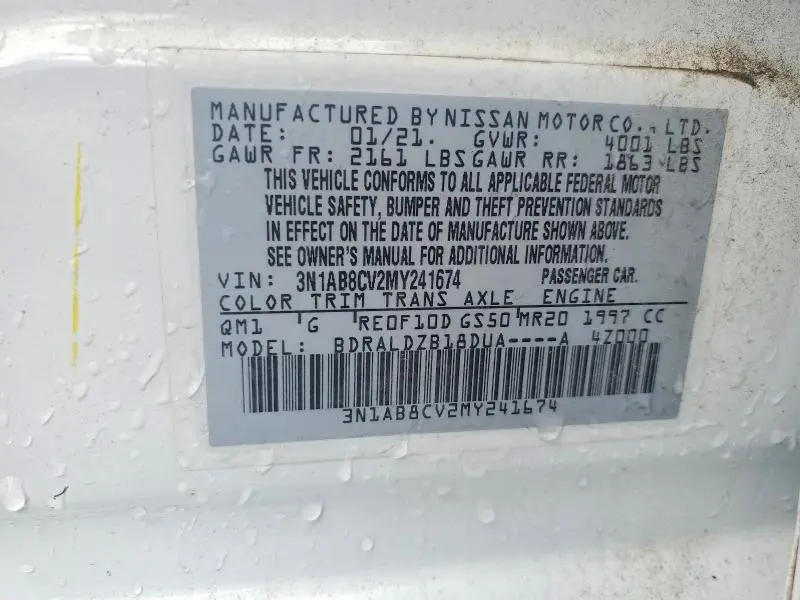 MANUFACTURED BY NISSAN MOTOR CO., LTD.
DATE: 01/21. GVWR: 4001 LBS
GAWR FR: 2161 LBS GAWR RR: 1863 LBS
THIS VEHICLE CONFORMS TO ALL APPLICABLE FEDERAL MOTOR
VEHICLE SAFETY, BUMPER AND THEFT PREVENTION STANDARDS
IN EFFECT ON THE DATE OF MANUFACTURE SHOWN ABOVE.
SEE OWNER'S MANUAL FOR ADDITIONAL INFORMATION.
VIN: 3N1AB8CV2MY241674 PASSENGER CAR.
COLOR TRIM TRANS AXLE ENGINE
QM1 G RE0F10D GS50 MR20 1997 CC
MODEL: BDRALDZB18DUA----A 4Z000
3N1AB8CV2MY241674